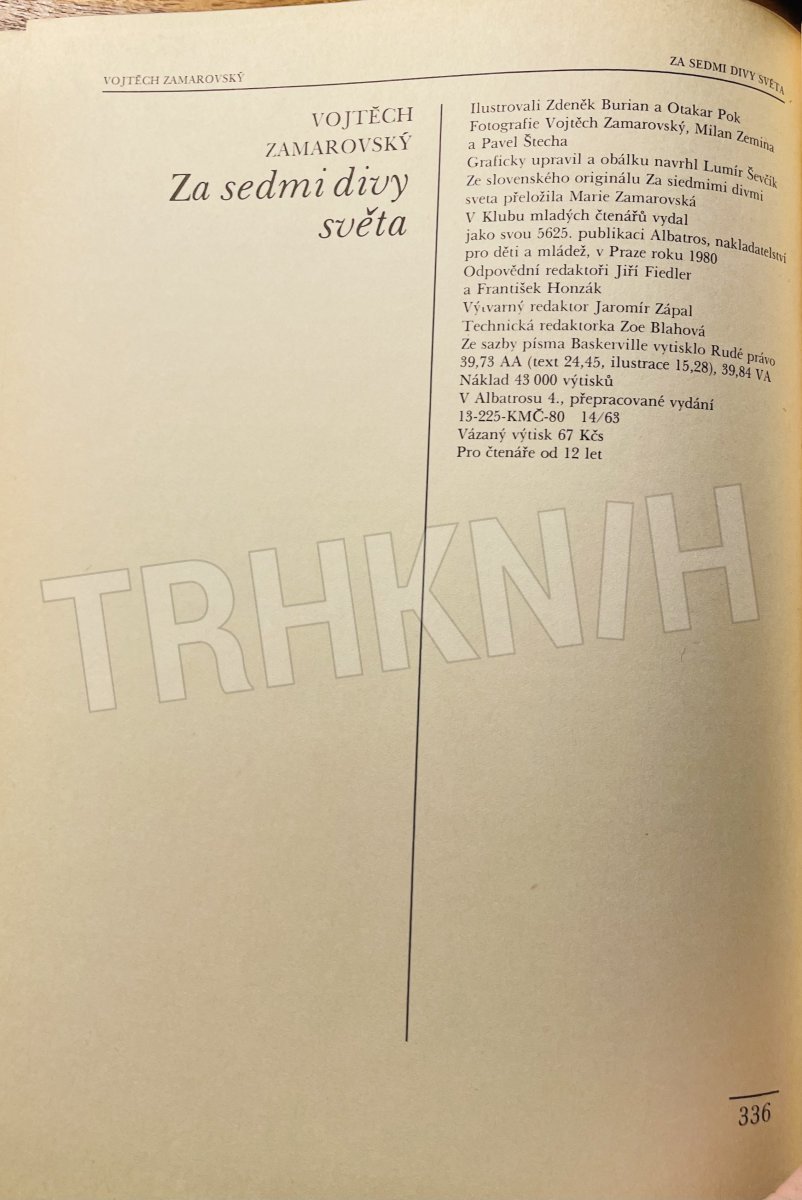 VOJTĚCH ZAMAROVSKÝ
ZA SEDMI DIVY SVĚTA
VOJTĚCH
ZAMAROVSKÝ
Za sedmi divy
světa
Ilustrovali Zdeněk Burian a Otakar Pok
Fotografie Vojtěch Zamarovský, Milan Zemina
a Pavel Štecha
Graficky upravil a obálku navrhl Lumír Ševčík
Ze slovenského originálu Za siedmimi divmi
sveta přeložila Marie Zamarovská
V Klubu mladých čtenářů vydal
jako svou 5625. publikaci Albatros, nakladatelství
pro děti a mládež, v Praze roku 1980
Odpovědní redaktoři Jiří Fiedler
a František Honzák
Výtvarný redaktor Jaromír Zápal
Technická redaktorka Zoe Blahová
Ze sazby písma Baskerville vytisklo Rudé právo
39,73 AA (text 24,45, ilustrace 15,28), 39,84 VA
Náklad 43 000 výtisků
V Albatrosu 4., přepracované vydání
13-225-KMČ-80 14/63
Vázaný výtisk 67 Kčs
Pro čtenáře od 12 let
TRHKNIH
336